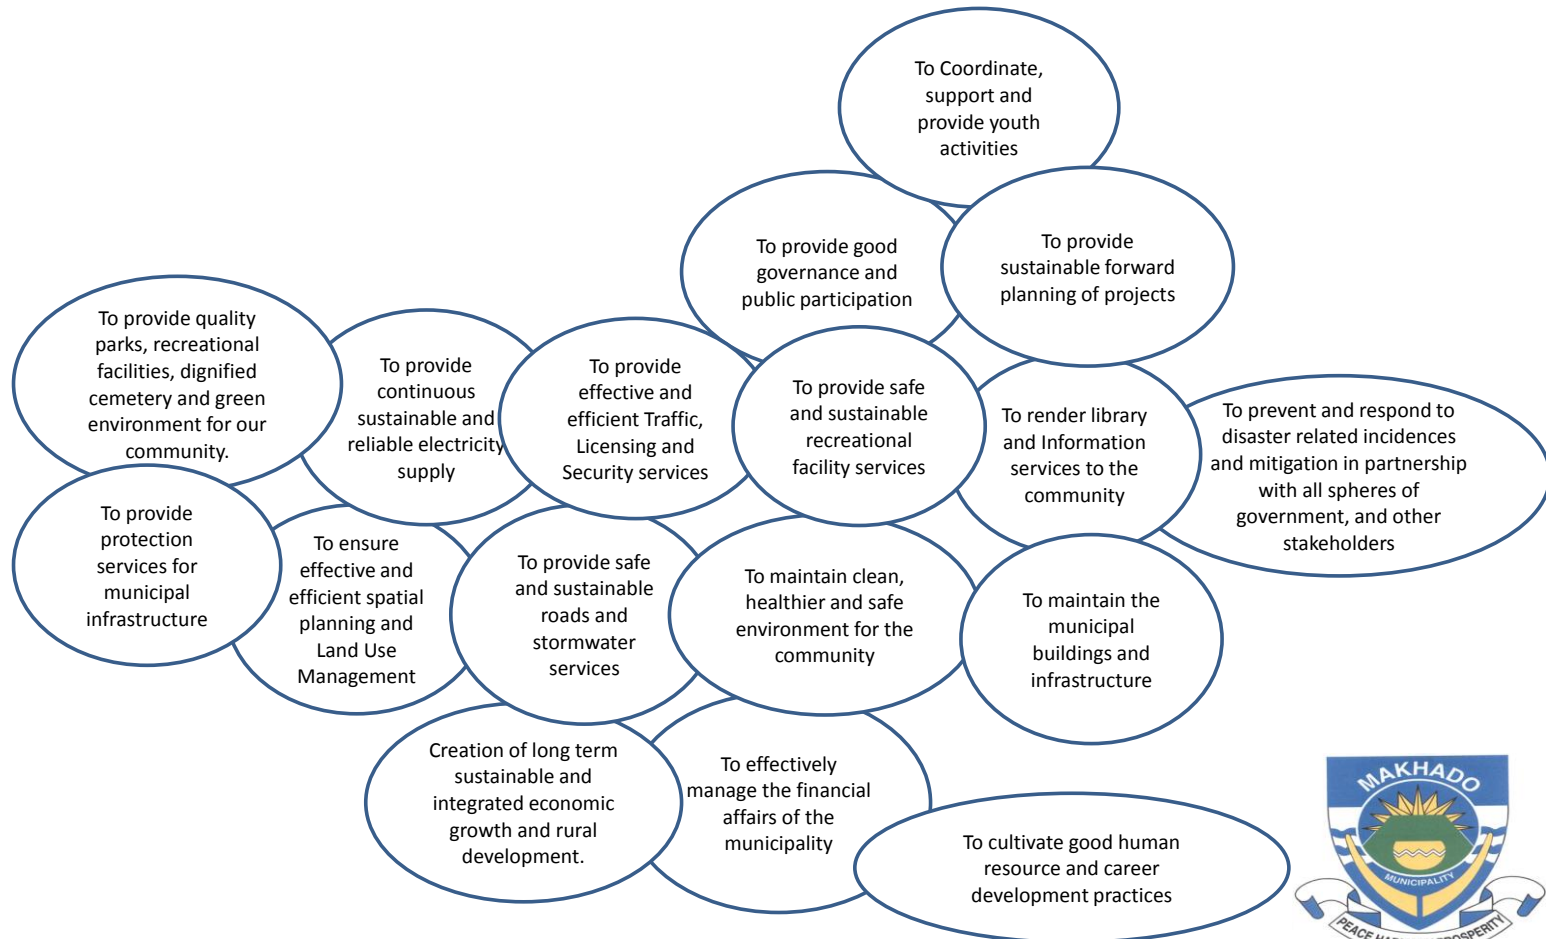 To Coordinate,
support and
provide youth
activities
To provide good
governance and
public participation
To provide
sustainable forward
planning of projects
To provide quality
parks, recreational
facilities, dignified
cemetery and green
environment for our
community.
To provide
continuous
sustainable and
reliable electricity
supply
To provide
effective and
efficient Traffic,
Licensing and
Security services
To provide safe
and sustainable
recreational
facility services
To render library
and Information
services to the
community
To prevent and respond to
disaster related incidences
and mitigation in partnership
with all spheres of
government, and other
stakeholders
To provide
protection
services for
municipal
infrastructure
To ensure
effective and
efficient spatial
planning and
Land Use
Management
To provide safe
and sustainable
roads and
stormwater
services
To maintain clean,
healthier and safe
environment for the
community
To maintain the
municipal
buildings and
infrastructure
Creation of long term
sustainable and
integrated economic
growth and rural
development.
To effectively
manage the financial
affairs of the
municipality
To cultivate good human
resource and career
development practices
MAKHADO
MUNICIPALITY
PEACE